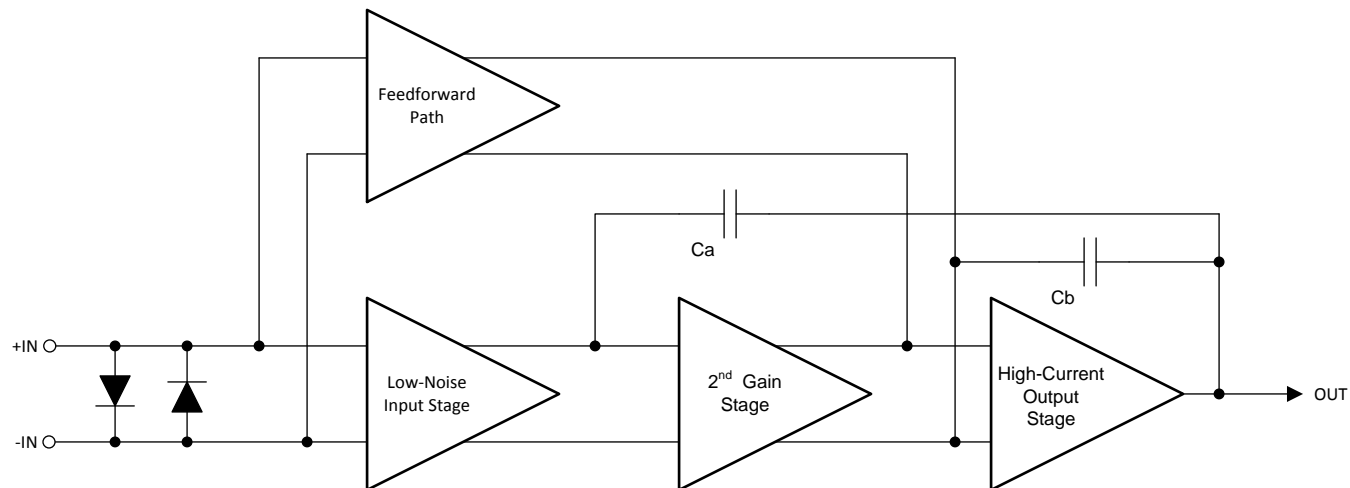 Feedforward
Path
Ca
Cb
+IN
-IN
Low-Noise
Input Stage
2nd Gain
Stage
High-Current
Output
Stage
OUT